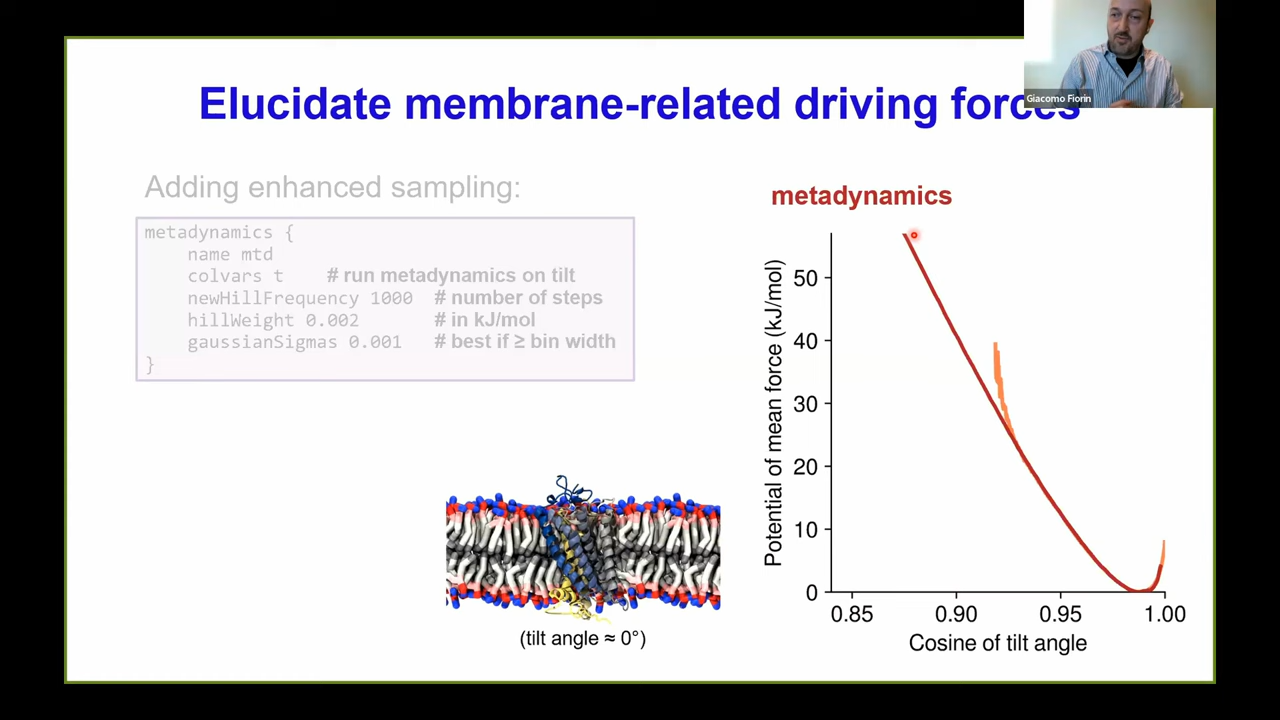 Elucidate membrane-related driving forces
Giacomo Fiorin
Adding enhanced sampling:
metadynamics {
name mtd
colvars t # run metadynamics on tilt
newHillFrequency 1000 # number of steps
hillWeight 0.002 # in kJ/mol
gaussianSigmas 0.001 # best if ≥ bin width
}
(tilt angle ≈ 0°)
metadynamics
Potential of mean force (kJ/mol)
50
40
30
20
10
0
0.85 0.90 0.95 1.00
Cosine of tilt angle